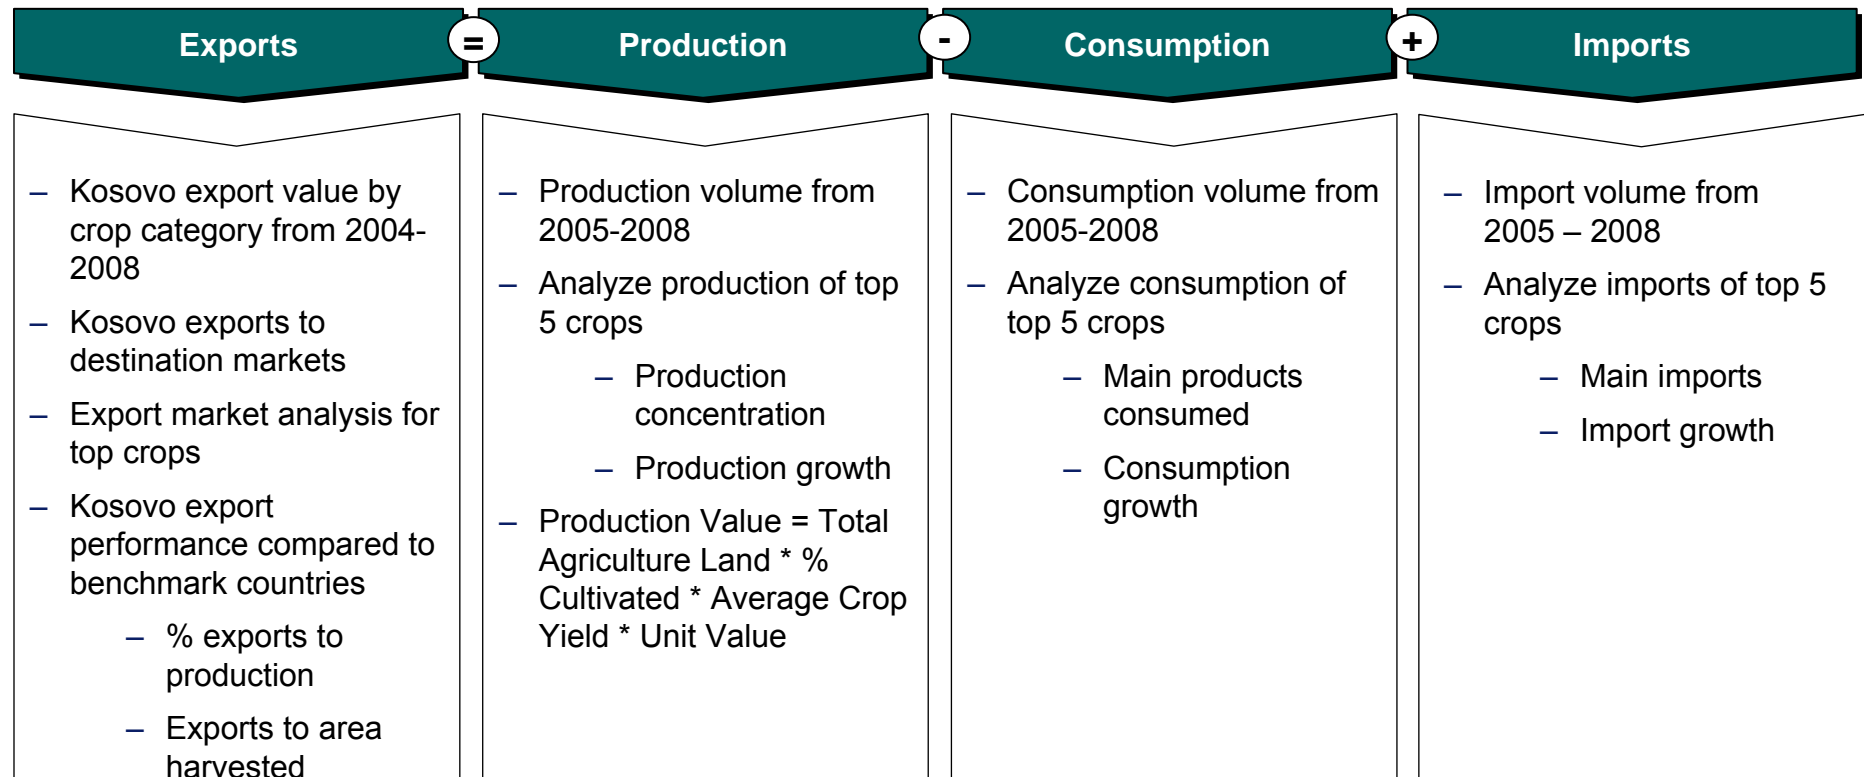 Exports = Production - Consumption + Imports
– Kosovo export value by
crop category from 2004-
2008
– Kosovo exports to
destination markets
– Export market analysis for
top crops
– Kosovo export
performance compared to
benchmark countries
– % exports to
production
– Exports to area
harvested
– Production volume from
2005-2008
– Analyze production of top
5 crops
– Production
concentration
– Production growth
– Production Value = Total
Agriculture Land * %
Cultivated * Average Crop
Yield * Unit Value
– Consumption volume from
2005-2008
– Analyze consumption of
top 5 crops
– Main products
consumed
– Consumption
growth
– Import volume from
2005 – 2008
– Analyze imports of top 5
crops
– Main imports
– Import growth